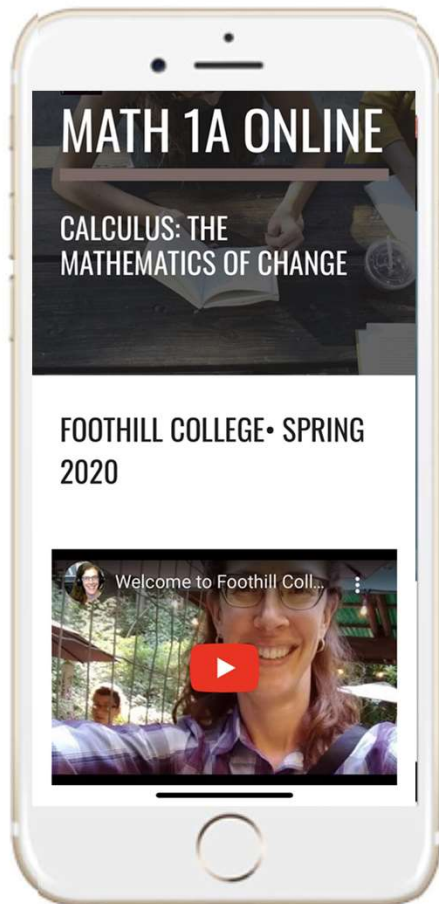 MATH 1A ONLINE
CALCULUS: THE
MATHEMATICS OF CHANGE
FOOTHILL COLLEGE• SPRING
2020
Welcome to Foothill Coll...